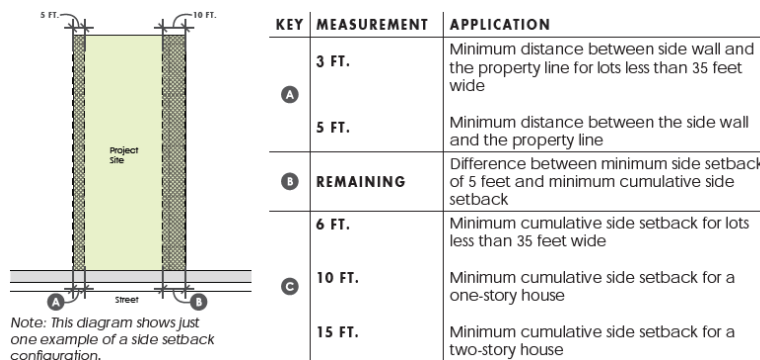 5 FT.
10 FT.
Project
Site
A
Street
B
Note: This diagram shows just
one example of a side setback
configuration.
KEY MEASUREMENT APPLICATION
A
3 FT.
Minimum distance between side wall and
the property line for lots less than 35 feet
wide
5 FT.
Minimum distance between the side wall
and the property line
B
REMAINING
Difference between minimum side setback
of 5 feet and minimum cumulative side
setback
C
6 FT.
Minimum cumulative side setback for lots
less than 35 feet wide
10 FT.
Minimum cumulative side setback for a
one-story house
15 FT.
Minimum cumulative side setback for a
two-story house